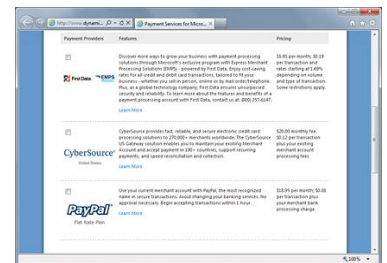 http://www.dynami...
Payment Services for Micro...
Payment Providers Features Pricing
Discover more ways to grow your business with payment processing
solutions through Microsoft's exclusive program with Express Merchant
Processing Solutions (EMPS) - powered by First Data. Enjoy cost-saving
rates for all credit and debit card transactions, tailored to fit your
business - whether you sell in person, online or by mail order/telephone.
Plus, as a global technology company, First Data ensures unsurpassed
security and reliability. To learn more about the features and benefits of a
payment processing account with First Data, contact us at: (800) 257-6147.
Learn More
$5.95 per month; $0.19
per transaction and
rates starting at 1.69%
depending on volume
and type of transaction.
Some restrictions apply.
First Data EMPS
CyberSource provides fast, reliable, and secure electronic credit card
processing solutions to 270,000+ merchants worldwide. The CyberSource
US Gateway solution enables you to maintain your existing Merchant
Account and accept payment in 190+ countries, support recurring
payments, and speed reconciliation and collection.
Learn More
$20.00 monthly fee
$0.12 per transaction
plus your existing
merchant account
processing fees
CyberSource
United States
Use your current merchant account with PayPal, the most recognized
name in secure transactions. Avoid changing your banking services. No
approval necessary. Begin accepting transactions within 1 hour.
Learn More
$10.95 per month; $0.08
per transaction plus
your merchant bank
processing charge
PayPal
Flat Rate Plan
100%